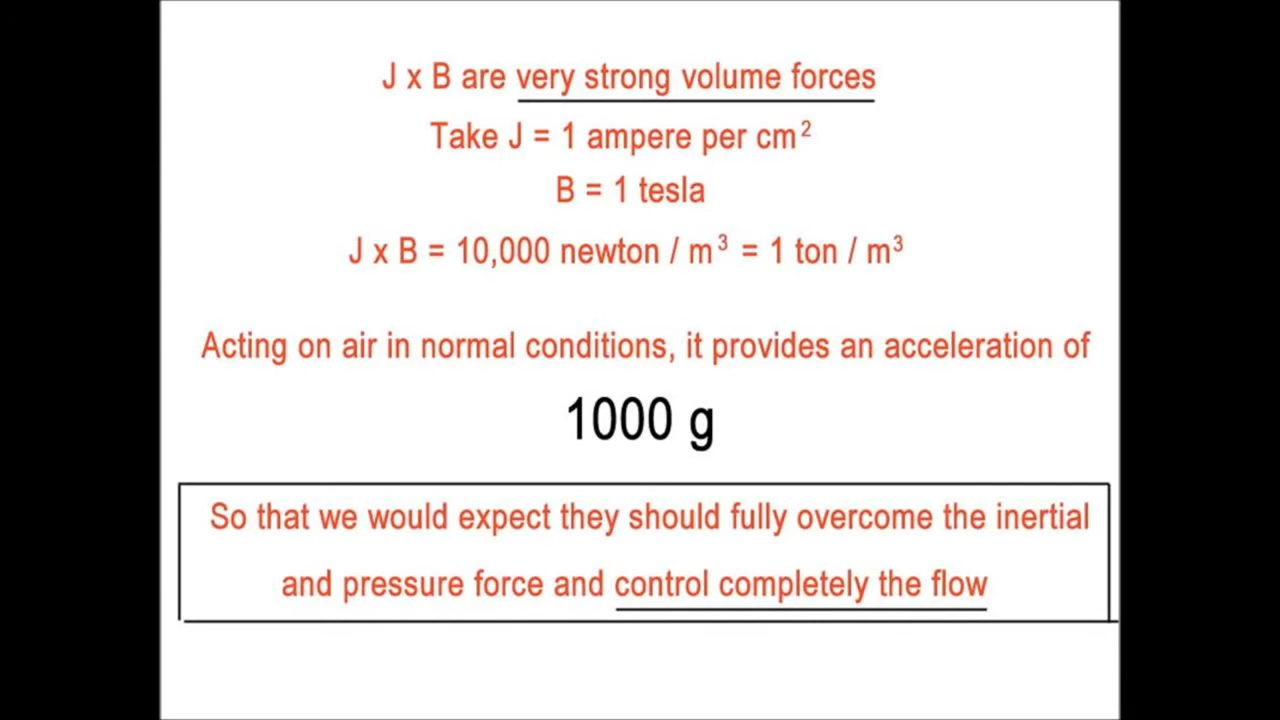 J x B are very strong volume forces
Take J = 1 ampere per cm²
B = 1 tesla
J x B = 10,000 newton / m³ = 1 ton / m³
Acting on air in normal conditions, it provides an acceleration of
1000 g
So that we would expect they should fully overcome the inertial
and pressure force and control completely the flow